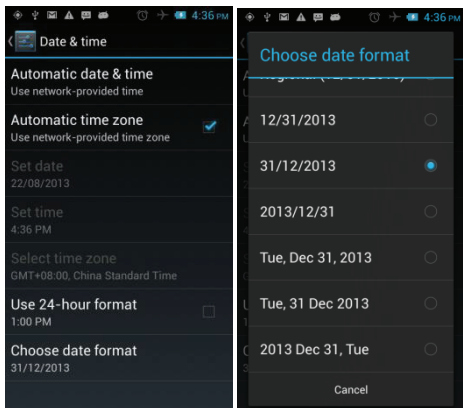 4:36 PM
Date & time
Automatic date & time
Use network-provided time
Automatic time zone
Use network-provided time zone
Set date
22/08/2013
Set time
4:36 PM
Select time zone
GMT+08:00, China Standard Time
Use 24-hour format
1:00 PM
Choose date format
31/12/2013
4:36 PM
Choose date format
12/31/2013
31/12/2013
2013/12/31
Tue, Dec 31, 2013
Tue, 31 Dec 2013
2013 Dec 31, Tue
Cancel